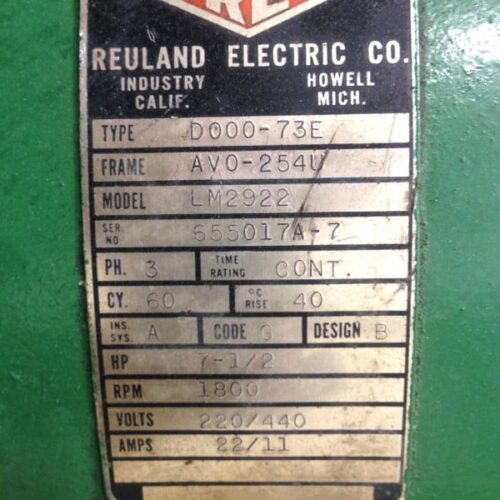 REULAND ELECTRIC CO.
INDUSTRY HOWELL
CALIF. MICH.
TYPE D000-73E
FRAME AV0-254U
MODEL LM2922
SER. NO 655017A-7
PH. 3 TIME RATING CONT.
CY. 60 °C RISE 40
INS. SYS. A CODE G DESIGN B
HP 7-1/2
RPM 1800
VOLTS 220/440
AMPS 22/11